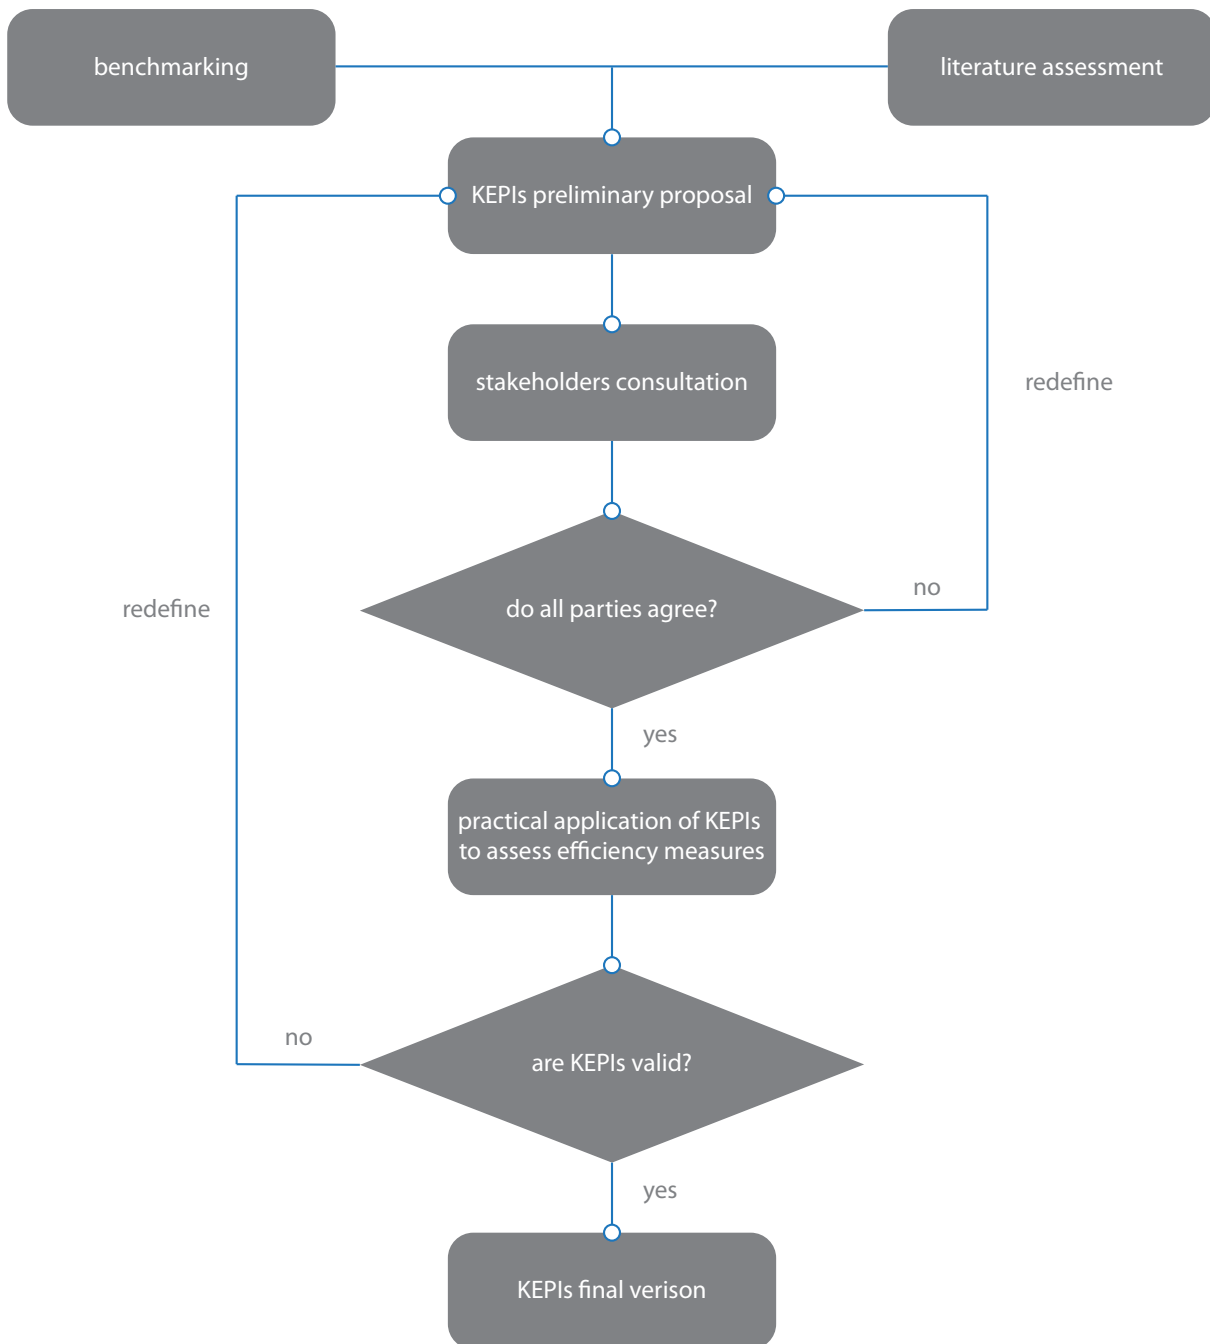 benchmarking
literature assessment
KEPIs preliminary proposal
stakeholders consultation
redefine
do all parties agree?
no
redefine
yes
practical application of KEPIs
to assess efficiency measures
no
are KEPIs valid?
yes
KEPIs final verison